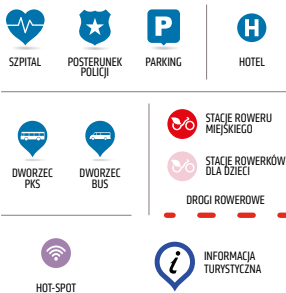 P
H
SZPITAL
POSTERUNEK
POLICJI
PARKING
HOTEL
STACJE ROWERU
MIEJSKIEGO
STACJE ROWERKÓW
DLA DZIECI
DWORZEC
PKS
DWORZEC
BUS
DROGI ROWEROWE
i
INFORMACJA
TURYSTYCZNA
HOT-SPOT